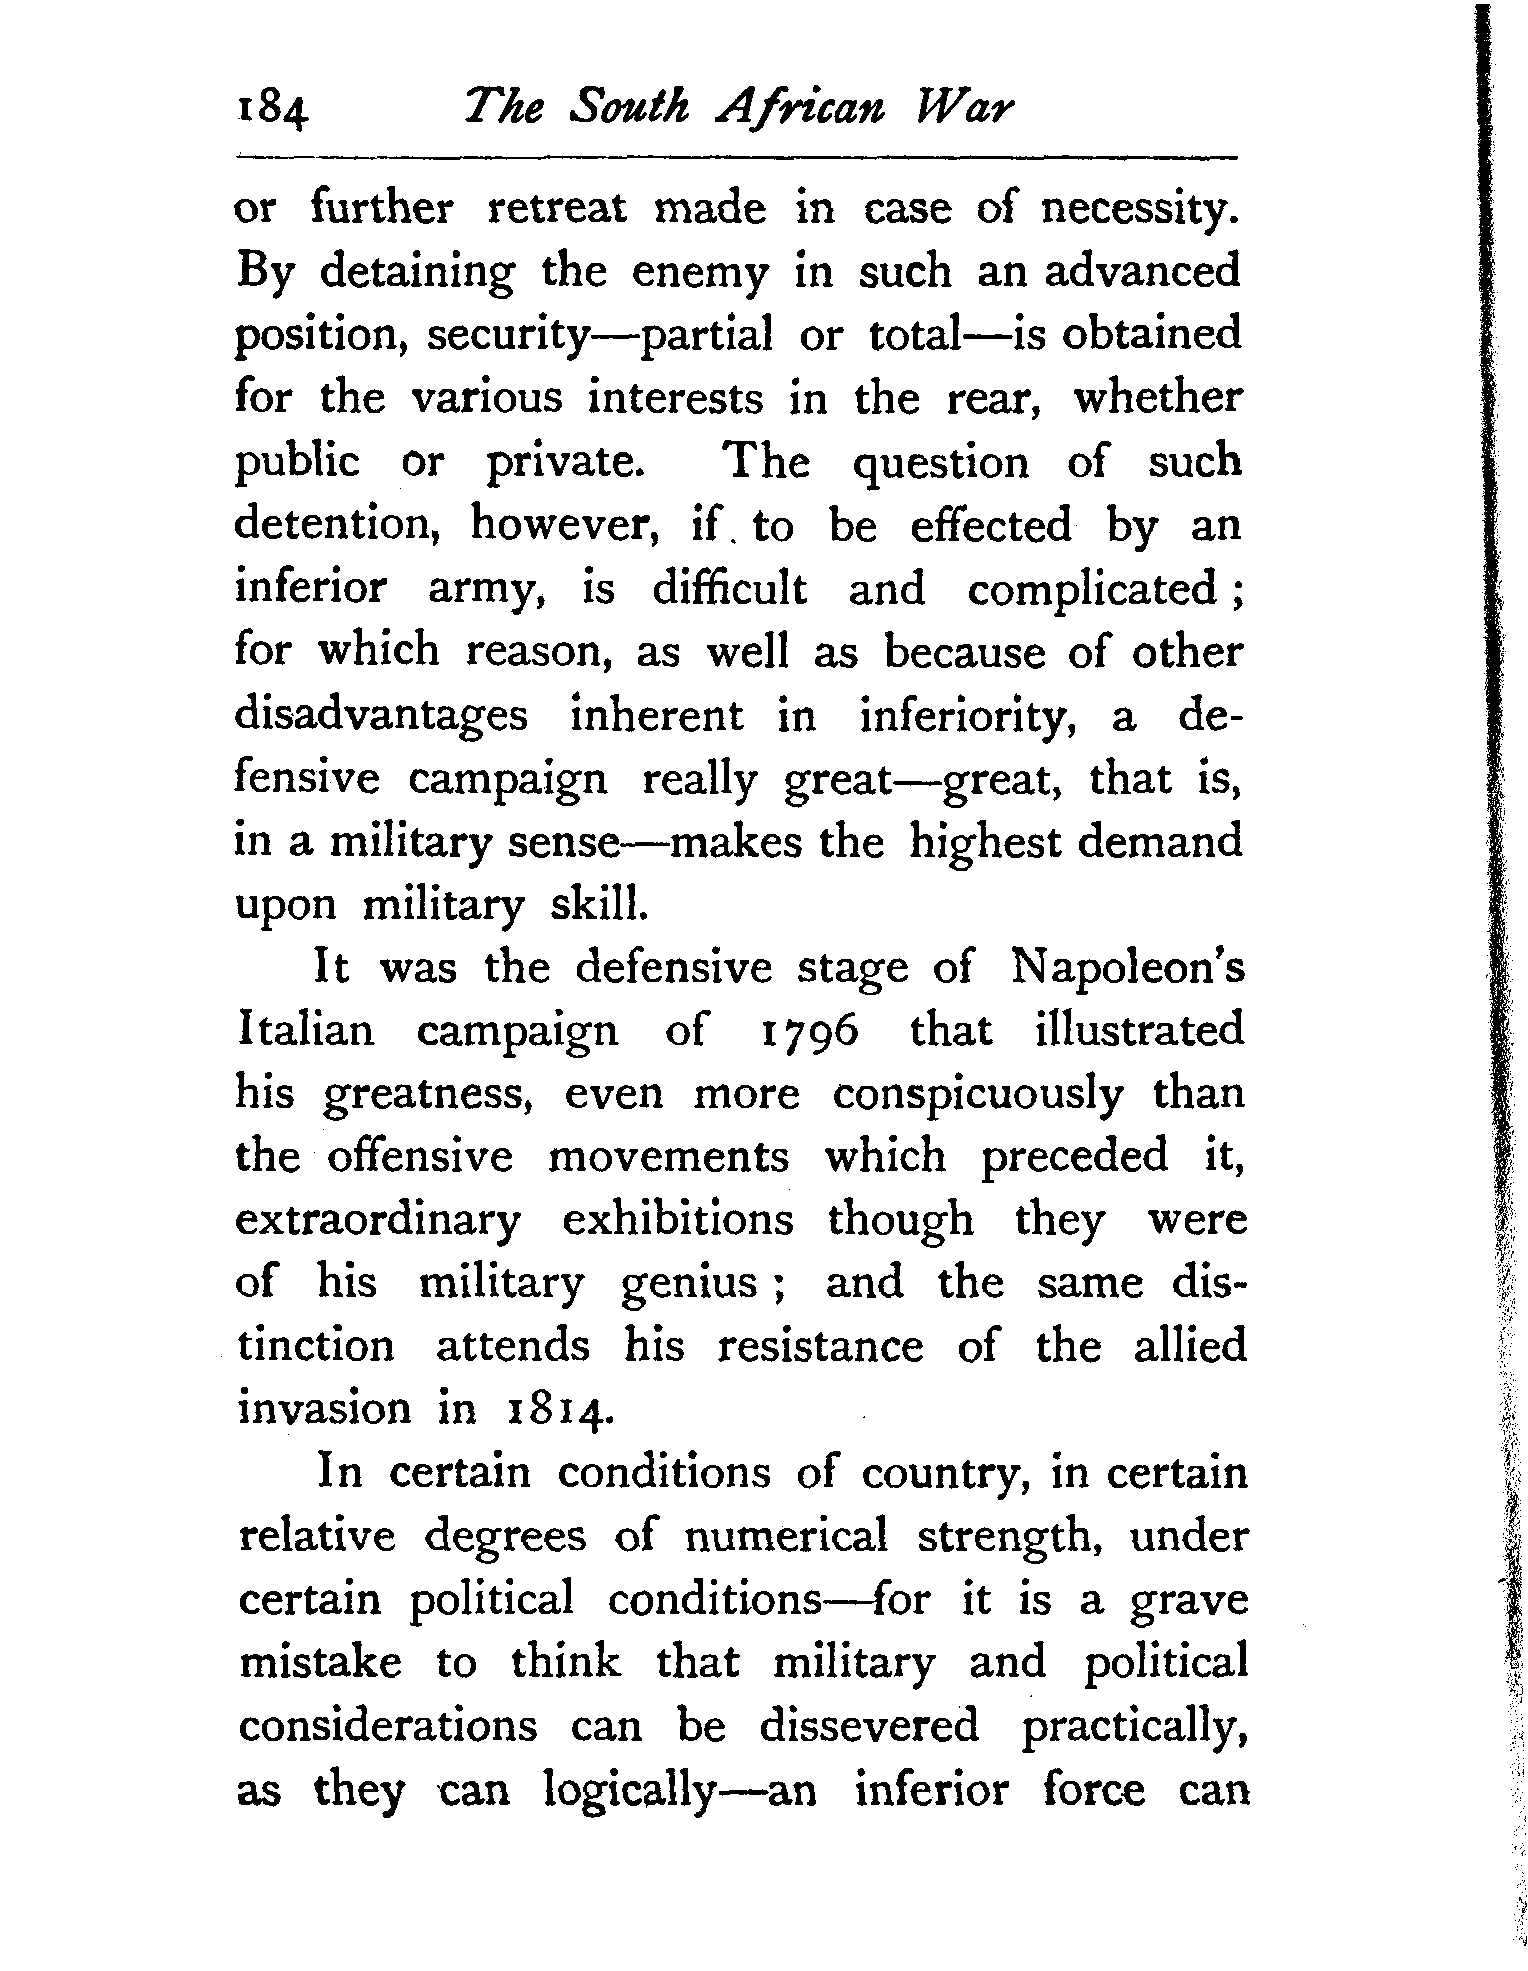 184 The South African War
or further retreat made in case of necessity.
By detaining the enemy in such an advanced
position, security—partial or total—is obtained
for the various interests in the rear, whether
public or private. The question of such
detention, however, if to be effected by an
inferior army, is difficult and complicated ;
for which reason, as well as because of other
disadvantages inherent in inferiority, a de-
fensive campaign really great—great, that is,
in a military sense—makes the highest demand
upon military skill.
It was the defensive stage of Napoleon's
Italian campaign of 1796 that illustrated
his greatness, even more conspicuously than
the offensive movements which preceded it,
extraordinary exhibitions though they were
of his military genius ; and the same dis-
tinction attends his resistance of the allied
invasion in 1814.
In certain conditions of country, in certain
relative degrees of numerical strength, under
certain political conditions—for it is a grave
mistake to think that military and political
considerations can be dissevered practically,
as they can logically—an inferior force can